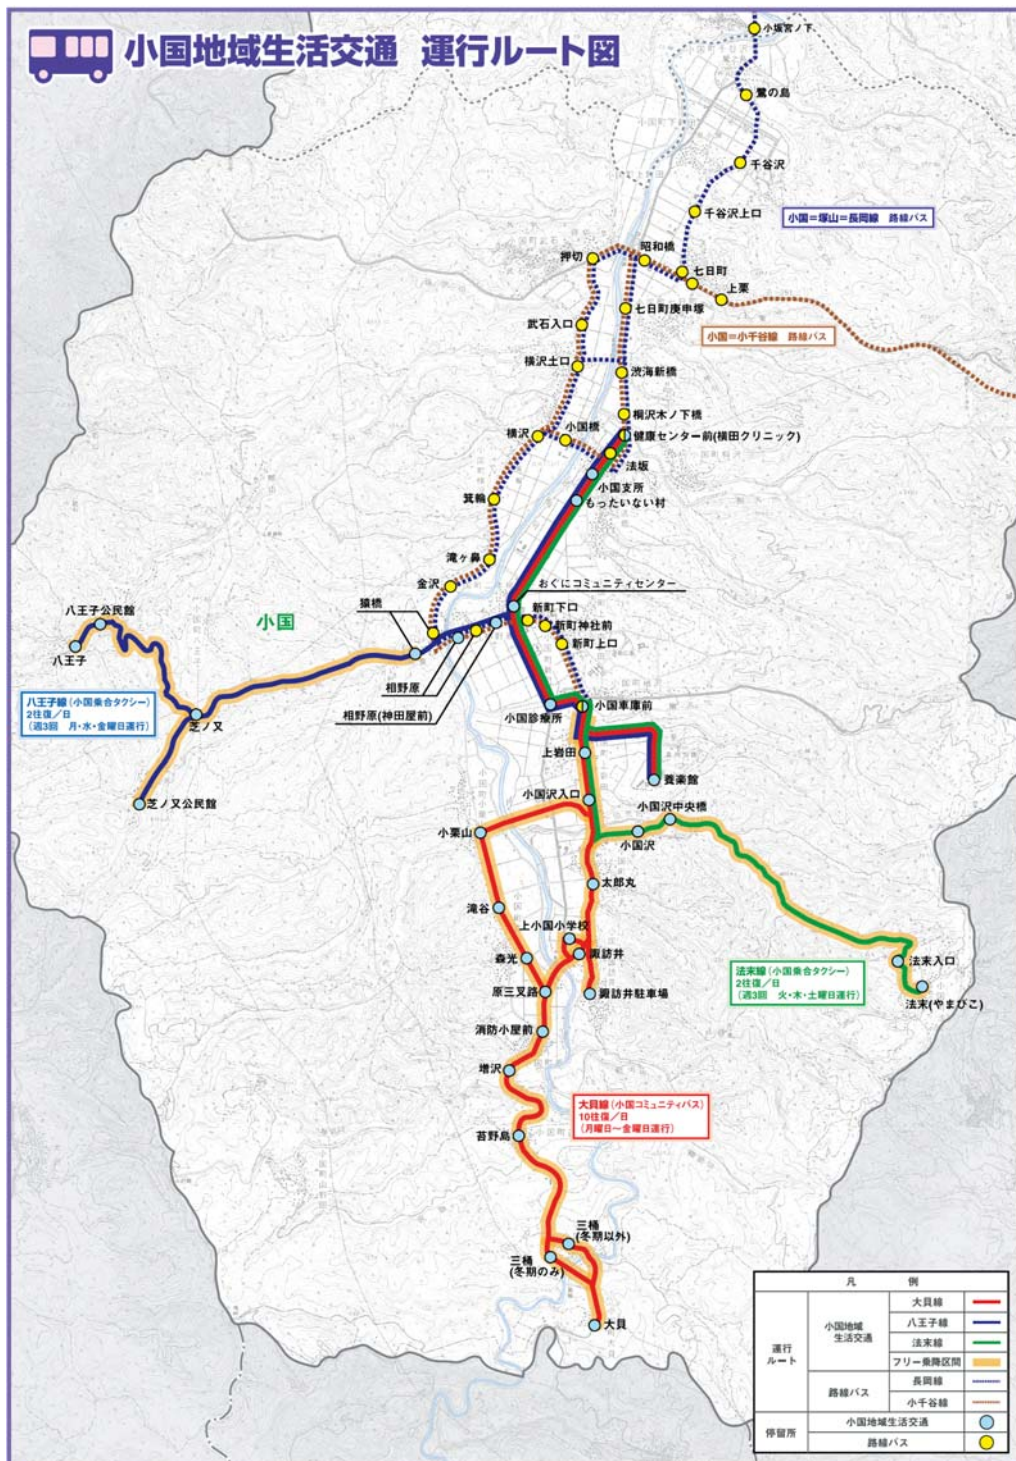 小国地域生活交通 運行ルート図
小坂宮ノ下
鷺の島
千谷沢
千谷沢上口
小国=塚山=長岡線 路線バス
昭和橋
押切
七日町
上栗
七日町庚申塚
武石入口
小国=小千谷線 路線バス
横沢土口
渋海新橋
桐沢木ノ下橋
小国橋
横沢
健康センター前(横田クリニック)
法坂
小国支所
箕輪
もったいない村
滝ヶ鼻
おぐにコミュニティセンター
金沢
猿橋
八王子公民館
新町下口
小国
新町神社前
新町上口
八王子
相野原
八王子線(小国乗合タクシー)
2往復/日
(週3回 月・水・金曜日運行)
相野原(神田屋前)
小国車庫前
小国診療所
芝ノ又
上岩田
養楽館
小国沢入口
芝ノ又公民館
小国沢中央橋
小栗山
小国沢
太郎丸
滝谷
上小国小学校
諏訪井
森光
法末線(小国乗合タクシー)
2往復/日
(週3回 火・木・土曜日運行)
法末入口
原三叉路
諏訪井駐車場
法末(やまびこ)
消防小屋前
増沢
大貝線(小国コミュニティバス)
10往復/日
(月曜日~金曜日運行)
苔野島
三桶
(冬期以外)
三桶
(冬期のみ)
大貝
凡 例
運行
ルート
小国地域
生活交通
大貝線
八王子線
法末線
フリー乗降区間
路線バス
長岡線
小千谷線
停留所
小国地域生活交通
路線バス